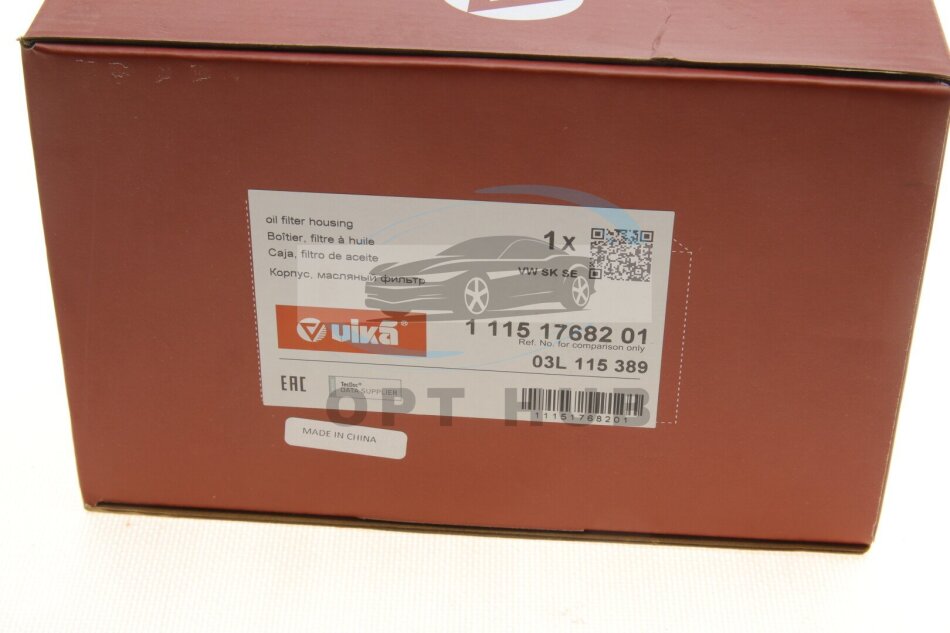 oil filter housing
Boîtier, filtre à huile
Caja, filtro de aceite
Корпус, масляный фильтр
1 x
VW SK SE
vika®
1 115 17682 01
Ref. No. for comparison only
03L 115 389
EAC
TecDoc®
DATA SUPPLIER
11151768201
OPT HUB
MADE IN CHINA